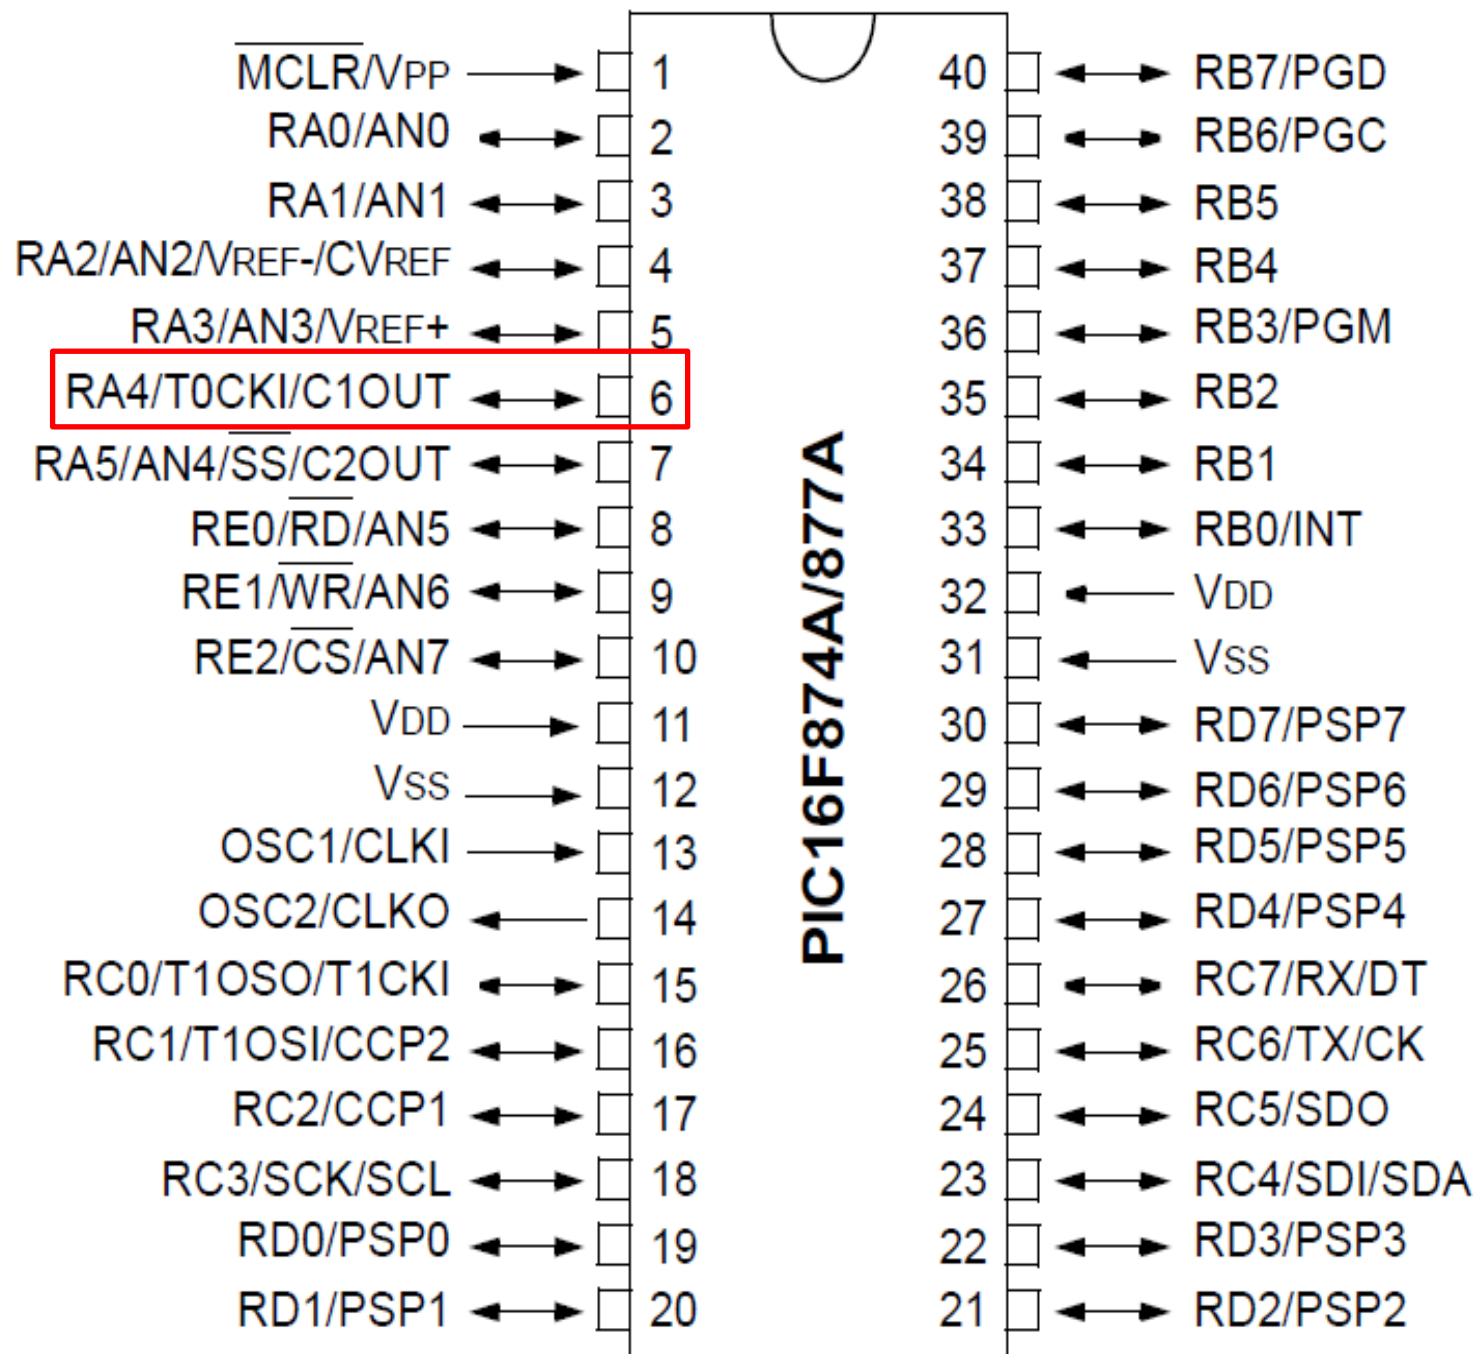 MCLR/VPP 1 40 RB7/PGD
RA0/AN0 2 39 RB6/PGC
RA1/AN1 3 38 RB5
RA2/AN2/VREF-/CVREF 4 37 RB4
RA3/AN3/VREF+ 5 36 RB3/PGM
RA4/T0CKI/C1OUT 6 35 RB2
RA5/AN4/SS/C2OUT 7 34 RB1
RE0/RD/AN5 8 33 RB0/INT
RE1/WR/AN6 9 32 VDD
RE2/CS/AN7 10 31 VSS
VDD 11 30 RD7/PSP7
VSS 12 29 RD6/PSP6
OSC1/CLKI 13 28 RD5/PSP5
OSC2/CLKO 14 27 RD4/PSP4
RC0/T1OSO/T1CKI 15 26 RC7/RX/DT
RC1/T1OSI/CCP2 16 25 RC6/TX/CK
RC2/CCP1 17 24 RC5/SDO
RC3/SCK/SCL 18 23 RC4/SDI/SDA
RD0/PSP0 19 22 RD3/PSP3
RD1/PSP1 20 21 RD2/PSP2
PIC16F874A/877A